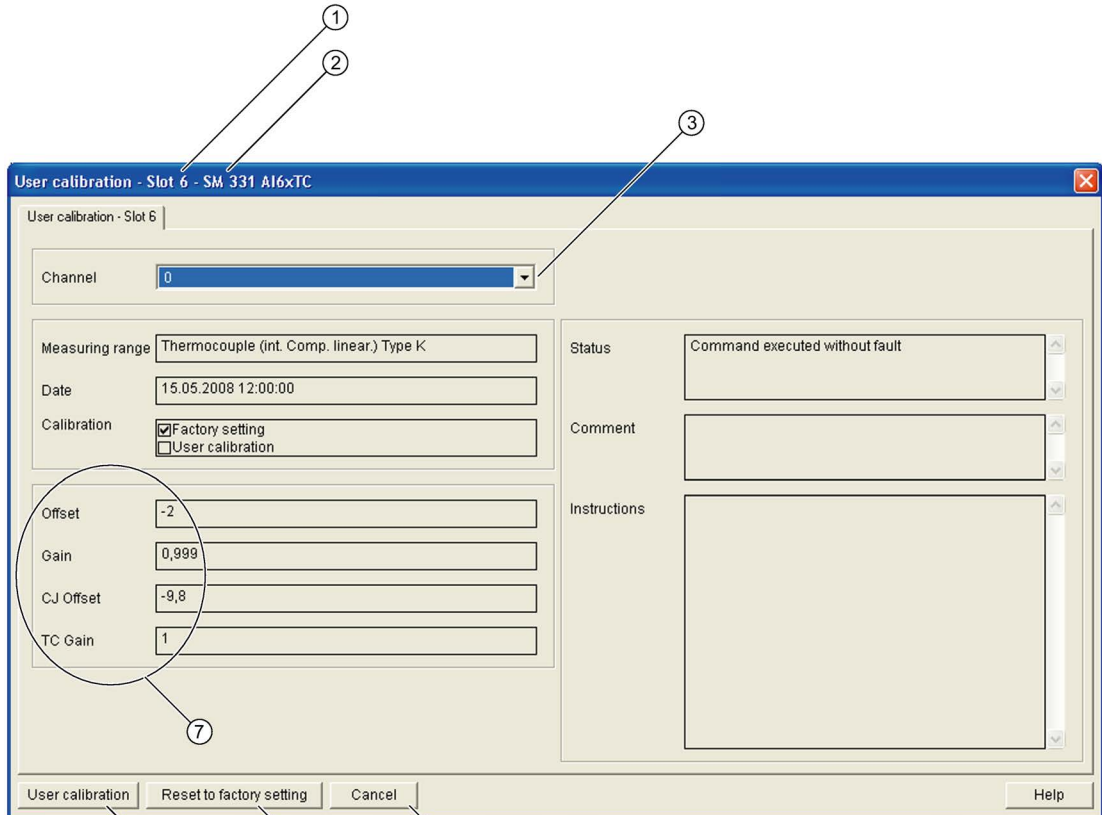 ①
②
③
User calibration - Slot 6 - SM 331 AI6xTC
User calibration - Slot 6
Channel
0
Measuring range
Thermocouple (int. Comp. linear.) Type K
Date
15.05.2008 12:00:00
Calibration
Factory setting
User calibration
Offset
-2
Gain
0,999
CJ Offset
-9,8
TC Gain
1
⑦
Status
Command executed without fault
Comment
Instructions
User calibration
Reset to factory setting
Cancel
Help